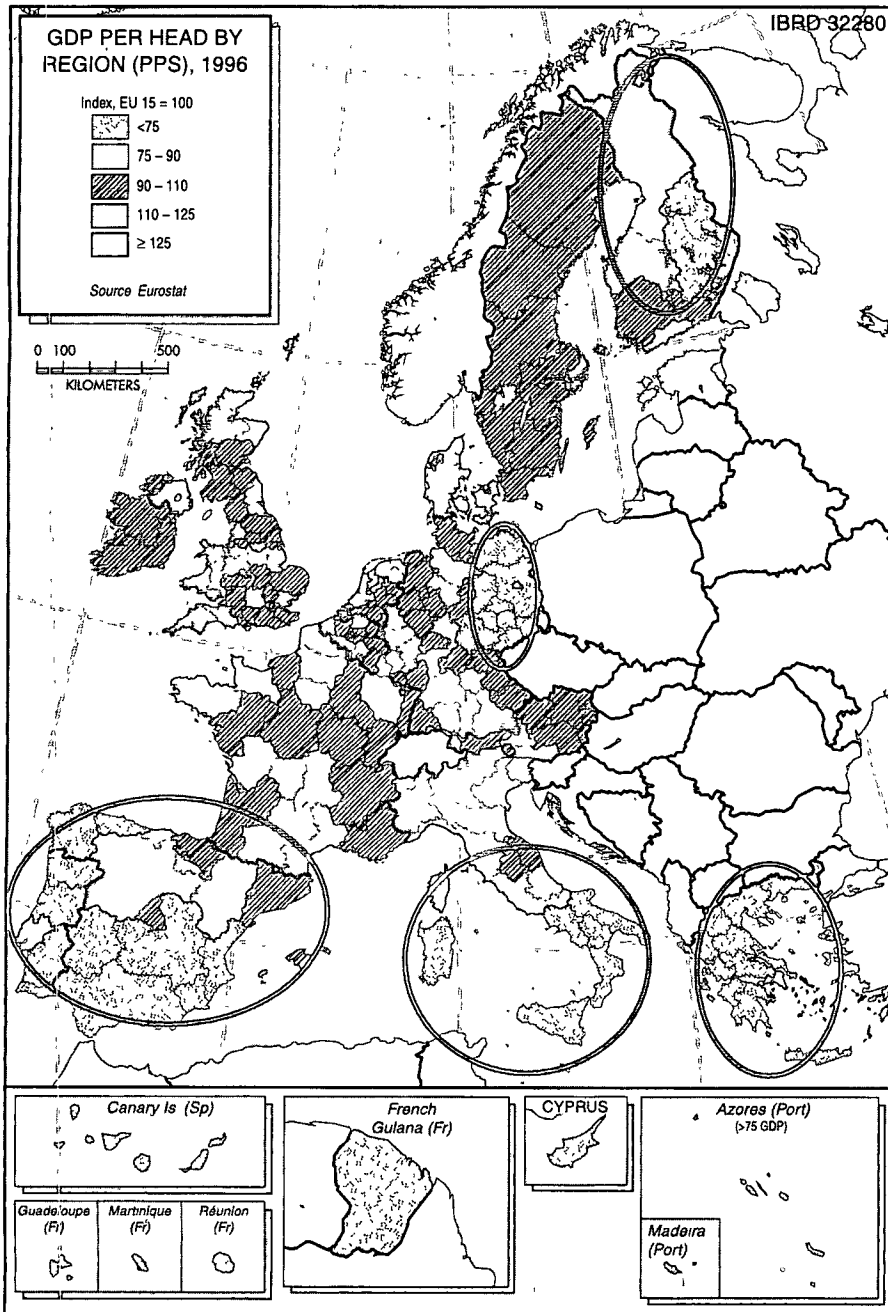 IBRD 32280
GDP PER HEAD BY
REGION (PPS), 1996
Index, EU 15 = 100
<75
75 – 90
90 – 110
110 – 125
≥ 125
Source Eurostat
0 100 500
KILOMETERS
Canary Is (Sp)
Guadeloupe
(Fr)
Martinique
(Fr)
Réunion
(Fr)
French
Guiana (Fr)
CYPRUS
Azores (Port)
(>75 GDP)
Madeira
(Port)